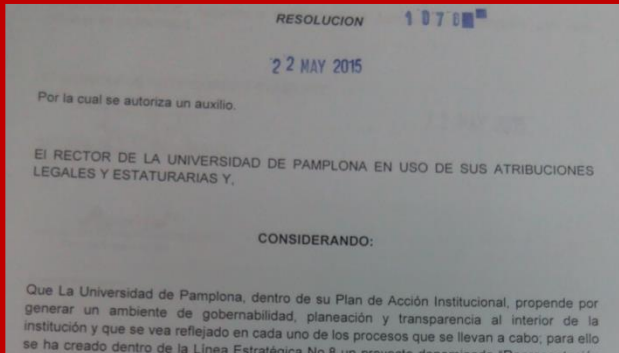 RESOLUCION 1078
22 MAY 2015
Por la cual se autoriza un auxilio.
El RECTOR DE LA UNIVERSIDAD DE PAMPLONA EN USO DE SUS ATRIBUCIONES
LEGALES Y ESTATURARIAS Y,
CONSIDERANDO:
Que La Universidad de Pamplona, dentro de su Plan de Acción Institucional, propende por
generar un ambiente de gobernabilidad, planeación y transparencia al interior de la
institución y que se vea reflejado en cada uno de los procesos que se llevan a cabo; para ello
se ha creado dentro de la Línea Estratégica No 8 un proyecto denominado